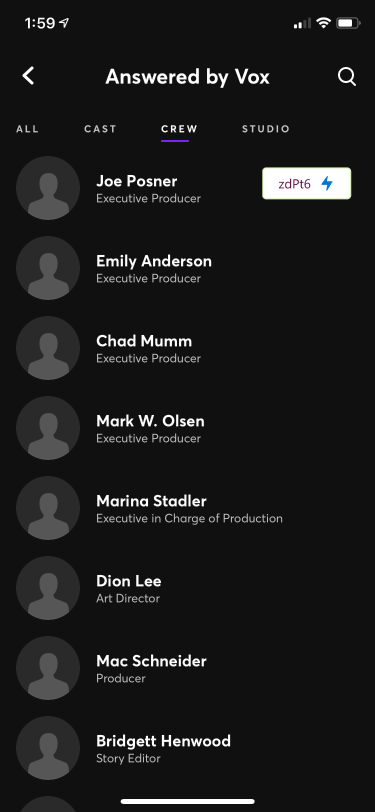 1:59
Answered by Vox
ALL CAST CREW STUDIO
Joe Posner
Executive Producer
zdPt6
Emily Anderson
Executive Producer
Chad Mumm
Executive Producer
Mark W. Olsen
Executive Producer
Marina Stadler
Executive in Charge of Production
Dion Lee
Art Director
Mac Schneider
Producer
Bridgett Henwood
Story Editor